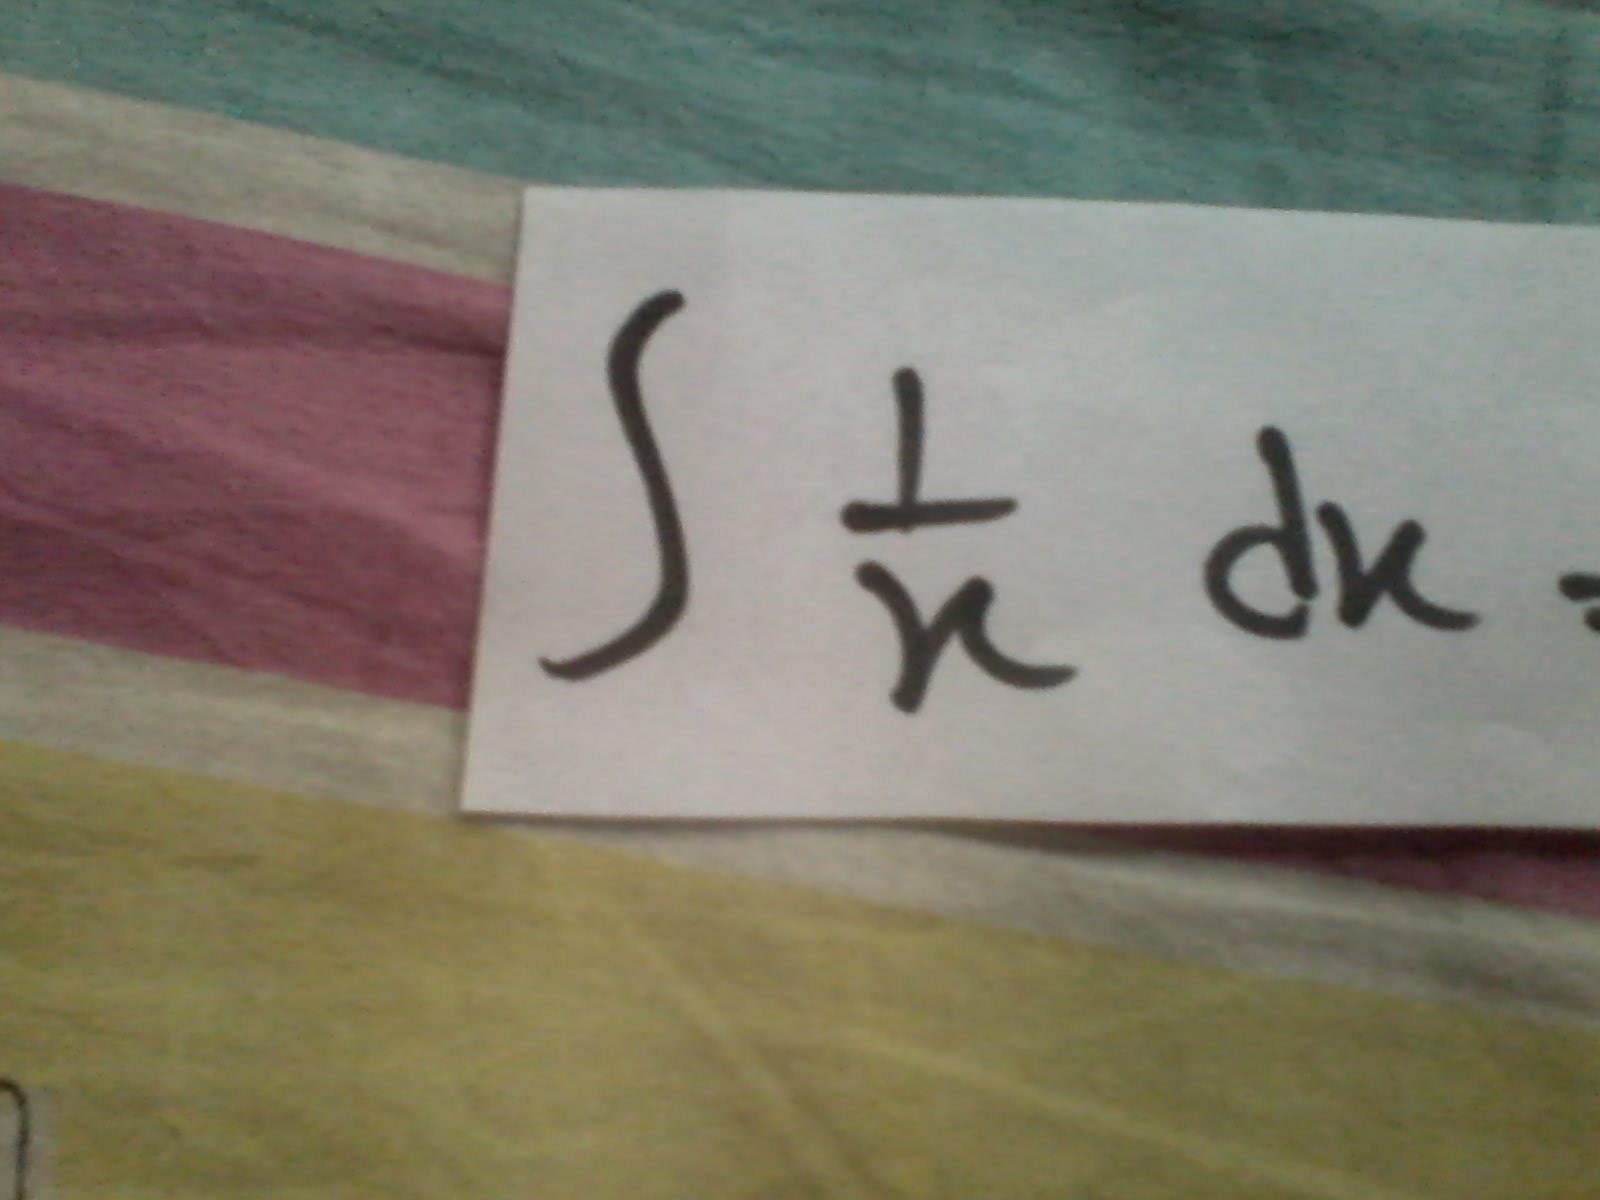 ∫ 1/x dx =